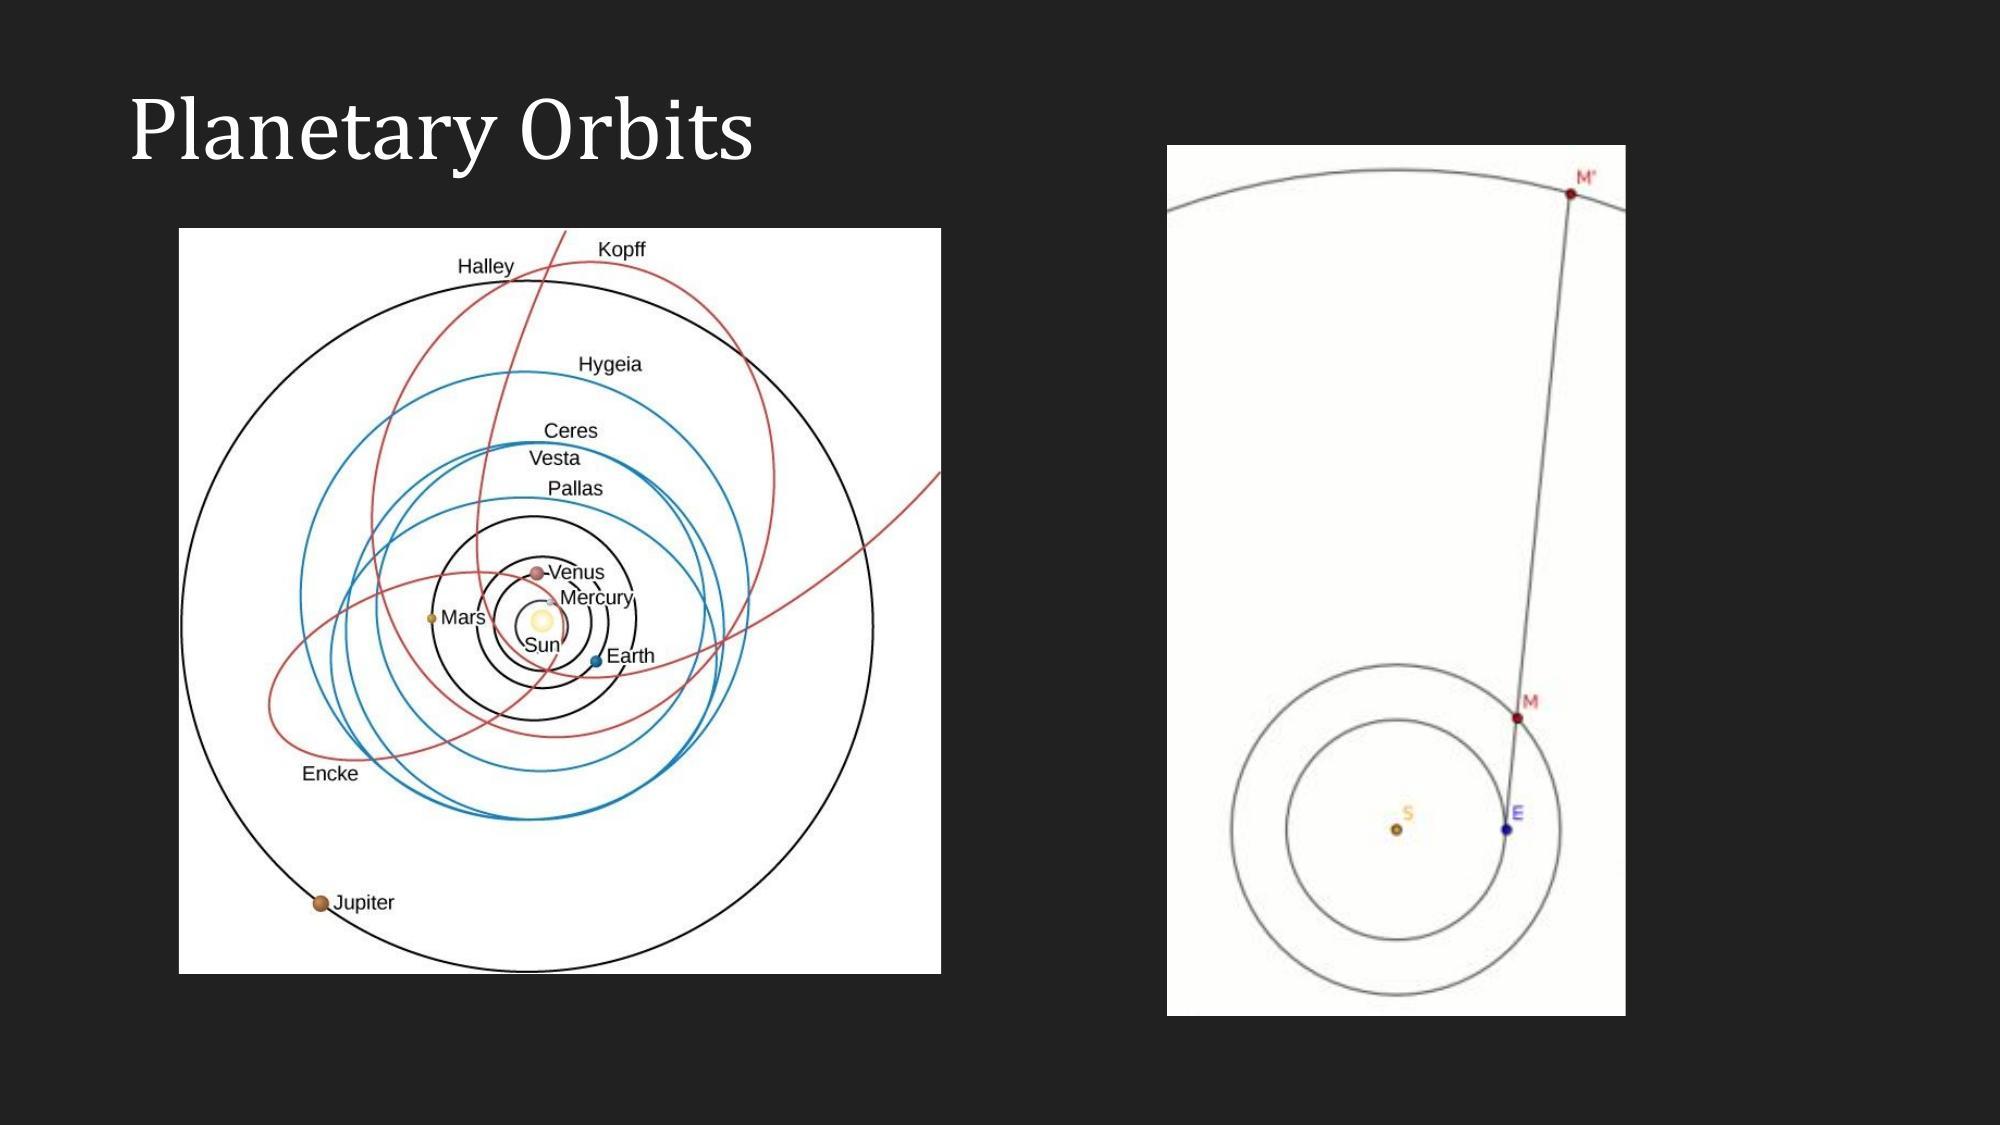 Planetary Orbits
Halley
Kopff
Hygeia
Ceres
Vesta
Pallas
Venus
Mercury
Mars
Sun
Earth
Encke
Jupiter
M'
M
S
E